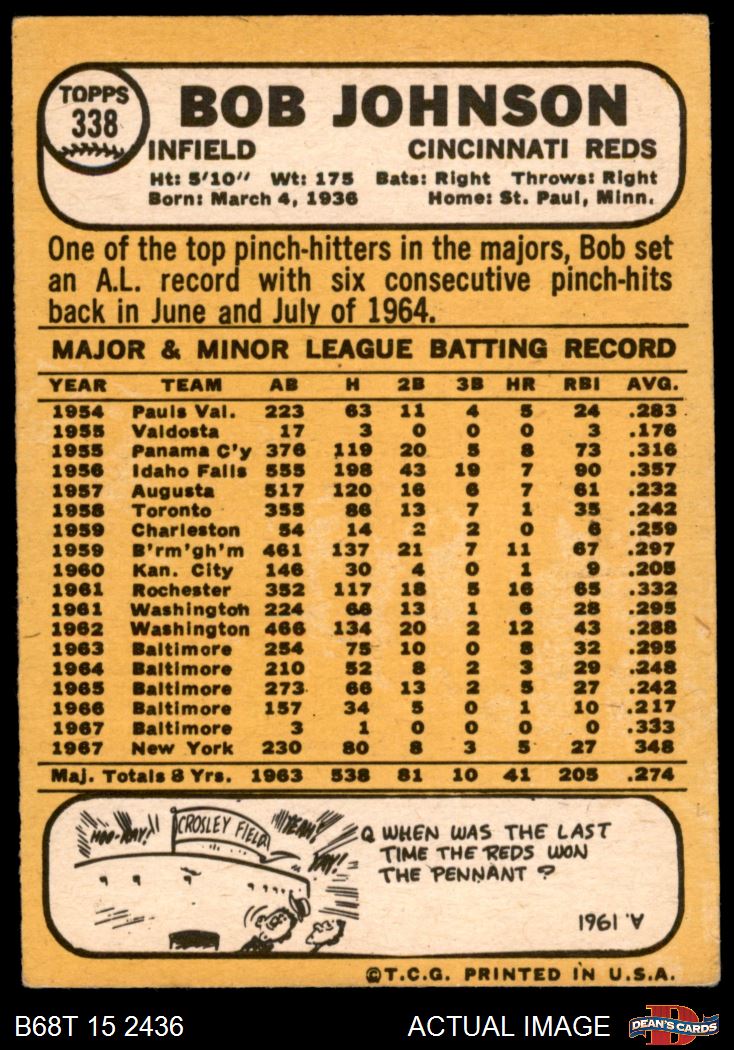 TOPPS
338
BOB JOHNSON
INFIELD CINCINNATI REDS
Ht: 5'10" Wt: 175 Bats: Right Throws: Right
Born: March 4, 1936 Home: St. Paul, Minn.
One of the top pinch-hitters in the majors, Bob set
an A.L. record with six consecutive pinch-hits
back in June and July of 1964.
MAJOR & MINOR LEAGUE BATTING RECORD
YEAR TEAM AB H 2B 3B HR RBI AVG.
1954 Pauls Val. 223 63 11 4 5 24 .283
1955 Valdosta 17 3 0 0 0 3 .176
1955 Panama C'y 376 119 20 5 8 73 .316
1956 Idaho Falls 555 198 43 19 7 90 .357
1957 Augusta 517 120 16 6 7 61 .232
1958 Toronto 355 86 13 7 1 35 .242
1959 Charleston 54 14 2 2 0 6 .259
1959 B'rm'gh'm 461 137 21 7 11 67 .297
1960 Kan. City 146 30 4 0 1 9 .205
1961 Rochester 352 117 18 5 16 65 .332
1961 Washington 224 66 13 1 6 28 .295
1962 Washington 466 134 20 2 12 43 .288
1963 Baltimore 254 75 10 0 8 32 .295
1964 Baltimore 210 52 8 2 3 29 .248
1965 Baltimore 273 66 13 2 5 27 .242
1966 Baltimore 157 34 5 0 1 10 .217
1967 Baltimore 3 1 0 0 0 0 .333
1967 New York 230 80 8 3 5 27 348
Maj. Totals 8 Yrs. 1963 538 81 10 41 205 .274
HOO-RAY!
CROSLEY FIELD
YEAH!
YAY!
Q WHEN WAS THE LAST
TIME THE REDS WON
THE PENNANT ?
A. 1961
©T.C.G. PRINTED IN U.S.A.
B68T 15 2436 ACTUAL IMAGE DEAN'S CARDS